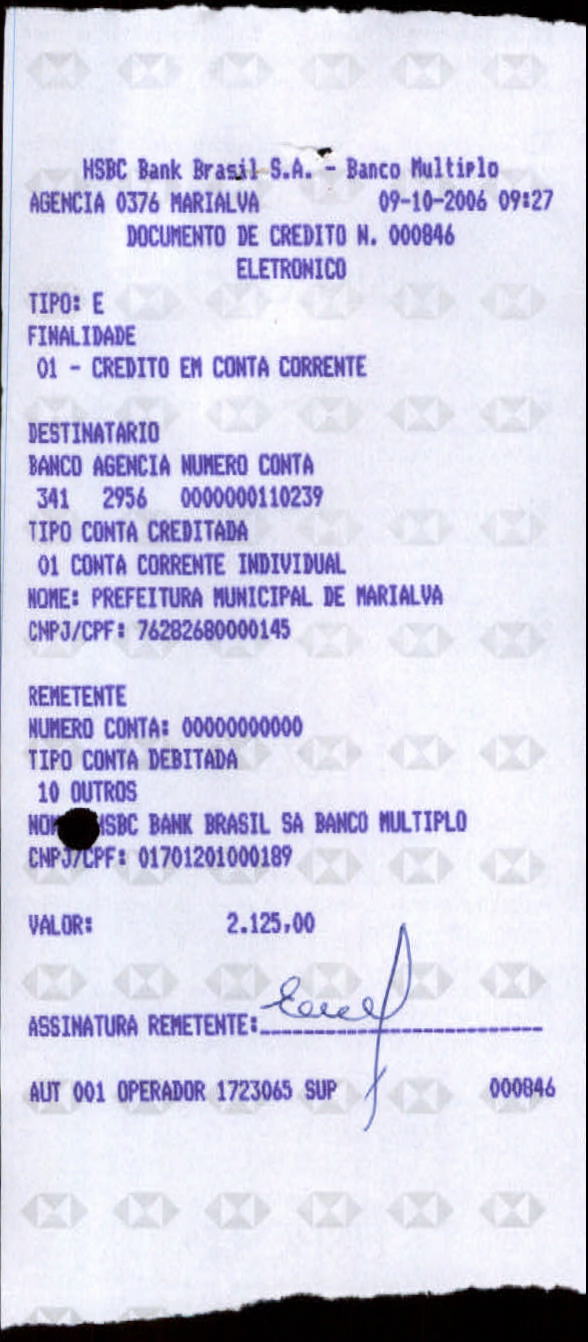 HSBC Bank Brasil S.A. - Banco Multiplo
AGENCIA 0376 MARIALVA 09-10-2006 09:27
DOCUMENTO DE CREDITO N. 000846
ELETRONICO
TIPO: E
FINALIDADE
01 - CREDITO EM CONTA CORRENTE
DESTINATARIO
BANCO AGENCIA NUMERO CONTA
341 2956 0000000110239
TIPO CONTA CREDITADA
01 CONTA CORRENTE INDIVIDUAL
NOME: PREFEITURA MUNICIPAL DE MARIALVA
CNPJ/CPF: 76282680000145
REMETENTE
NUMERO CONTA: 00000000000
TIPO CONTA DEBITADA
10 OUTROS
HSBC BANK BRASIL SA BANCO MULTIPLO
CNPJ/CPF: 01701201000189
VALOR: 2.125,00
ASSINATURA REMETENTE:
AUT 001 OPERADOR 1723065 SUP 000846